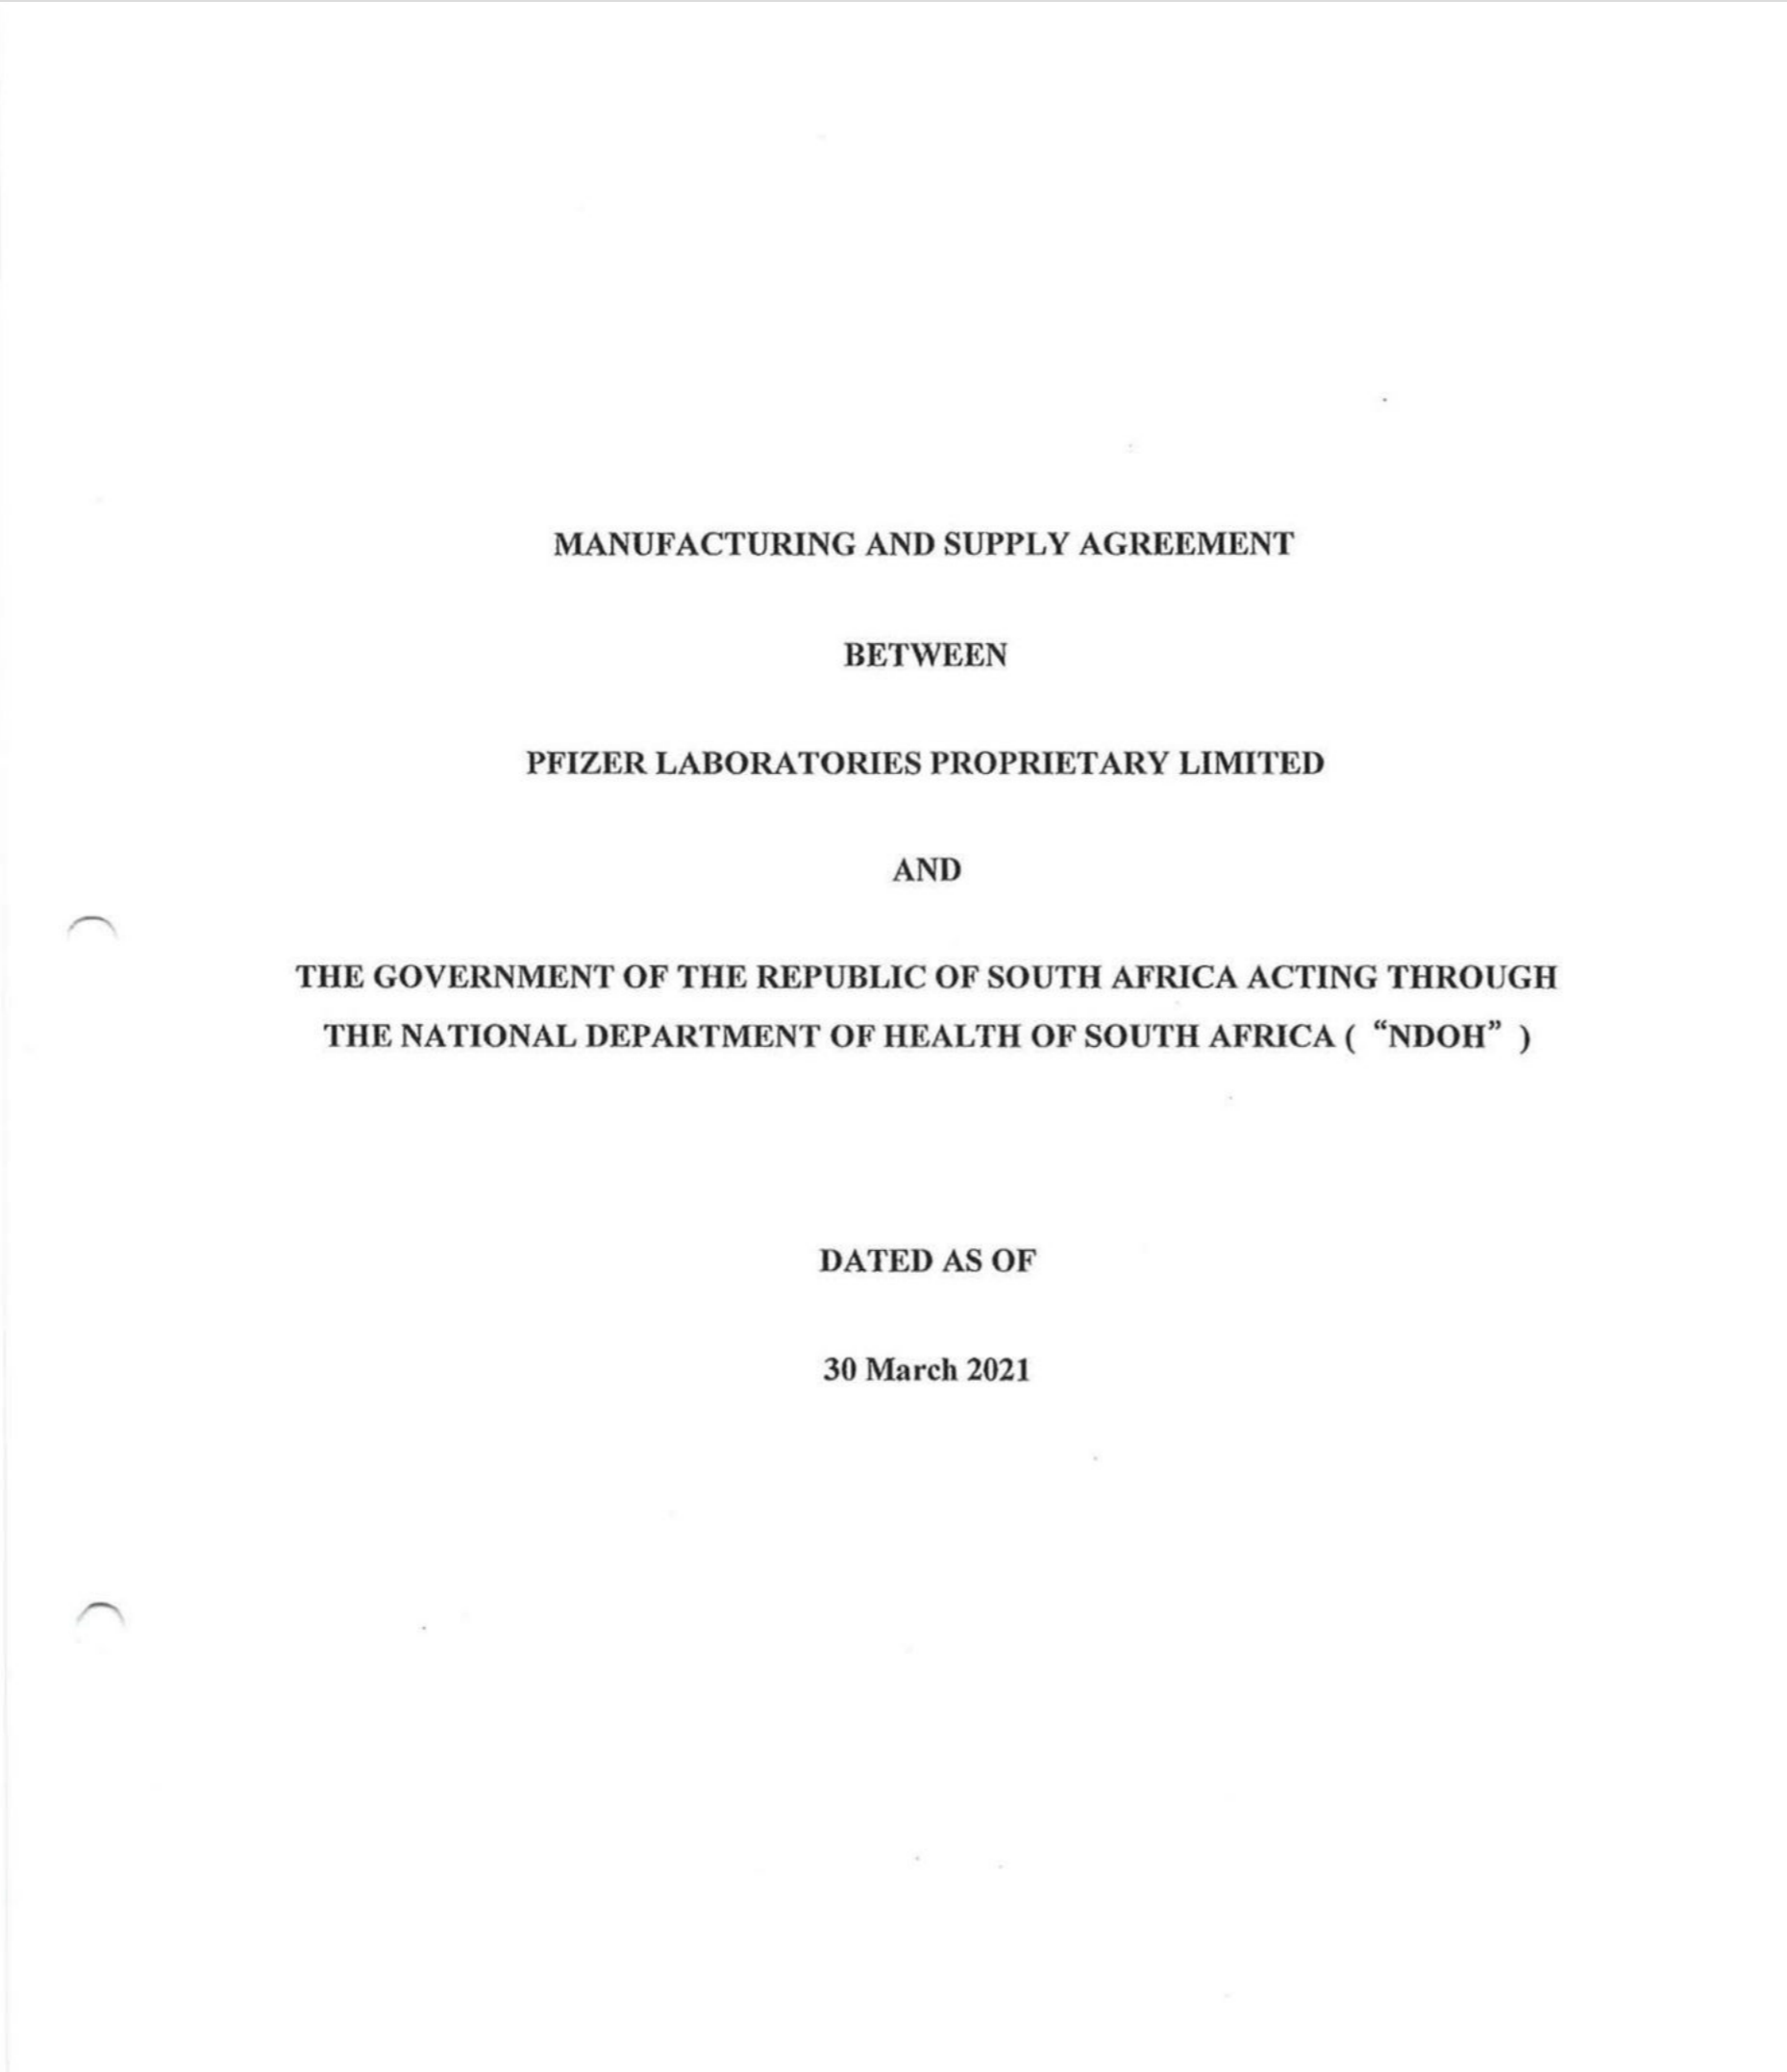 MANUFACTURING AND SUPPLY AGREEMENT
BETWEEN
PFIZER LABORATORIES PROPRIETARY LIMITED
AND
THE GOVERNMENT OF THE REPUBLIC OF SOUTH AFRICA ACTING THROUGH
THE NATIONAL DEPARTMENT OF HEALTH OF SOUTH AFRICA ( “NDOH” )
DATED AS OF
30 March 2021